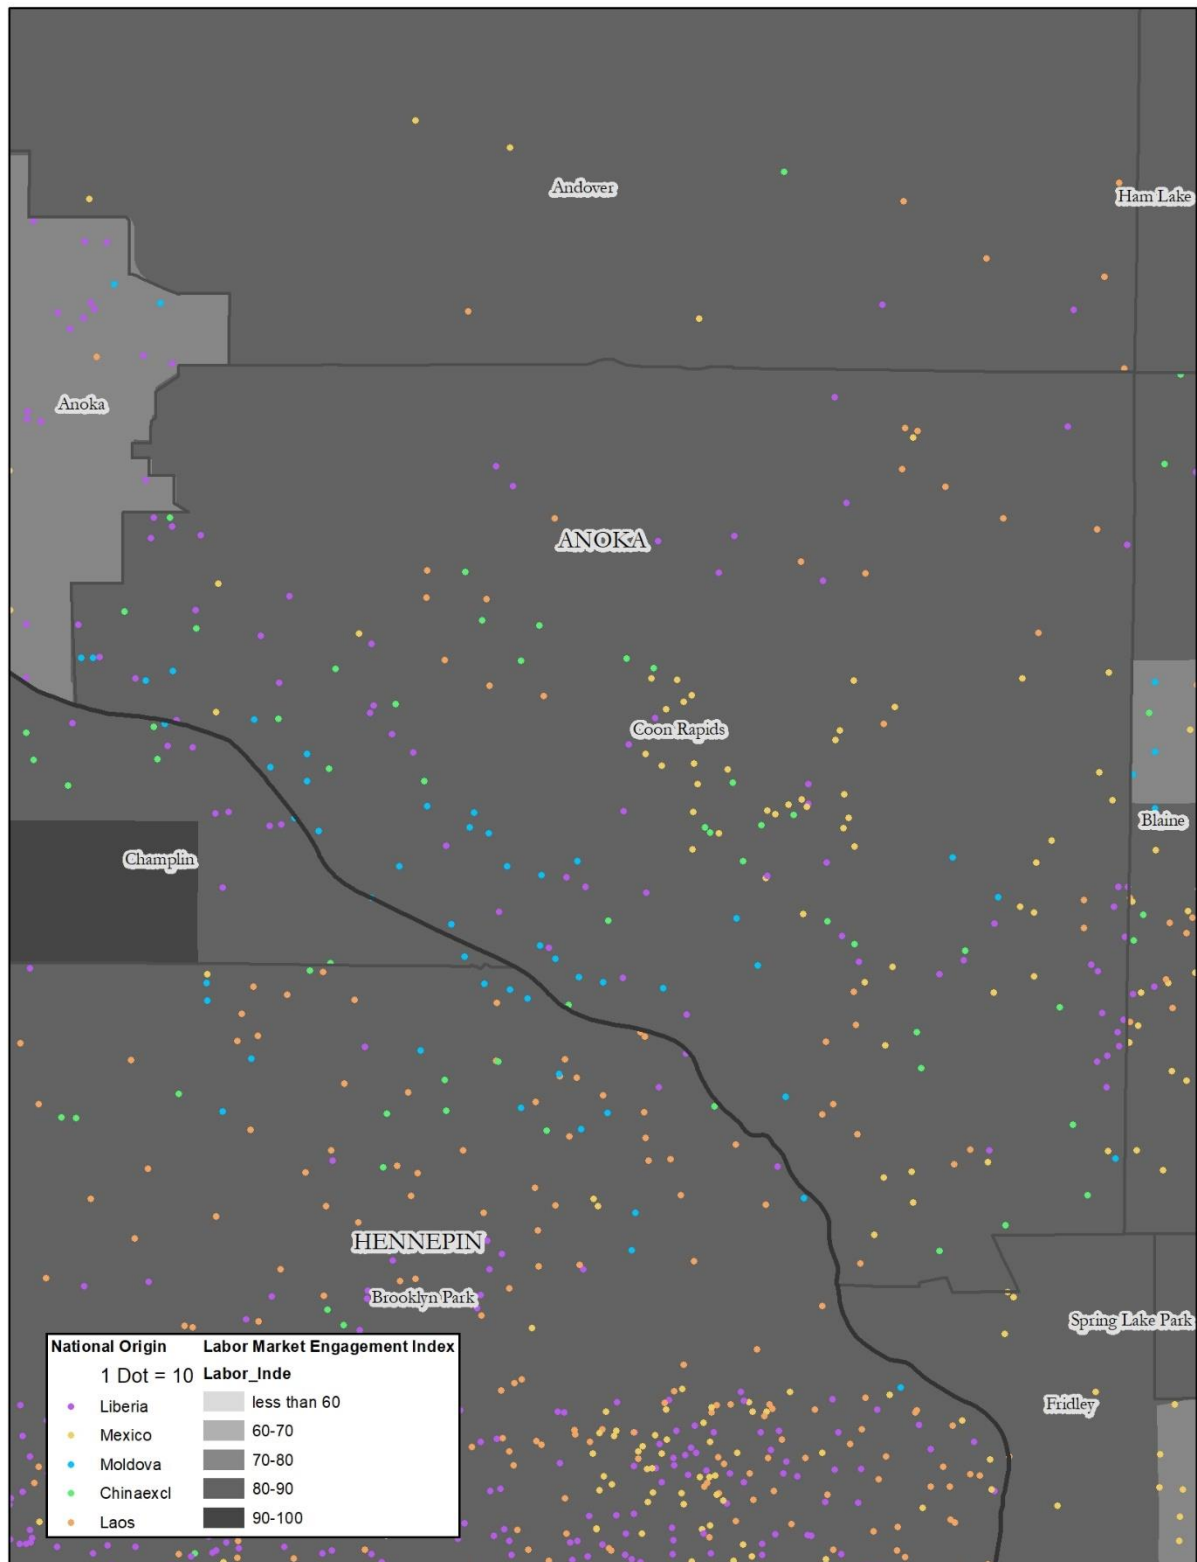 Andover
Ham Lake
Anoka
ANOKA
Coon Rapids
Blaine
Champlin
HENNEPIN
Brooklyn Park
Spring Lake Park
Fridley
National Origin
1 Dot = 10
Liberia
Mexico
Moldova
Chinaexcl
Laos
Labor Market Engagement Index
Labor_Inde
less than 60
60-70
70-80
80-90
90-100